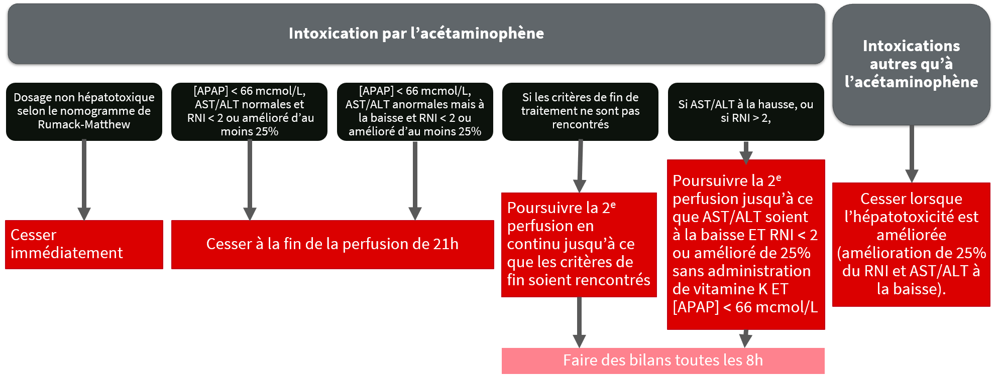 Intoxication par l’acétaminophène
Intoxications
autres qu’à
l’acétaminophène
Dosage non hépatotoxique
selon le nomogramme de
Rumack-Matthew
[APAP] < 66 mcmol/L,
AST/ALT normales et
RNI < 2 ou amélioré d’au
moins 25%
[APAP] < 66 mcmol/L,
AST/ALT anormales mais à
la baisse et RNI < 2 ou
amélioré d’au moins 25%
Si les critères de fin de
traitement ne sont pas
rencontrés
Si AST/ALT à la hausse, ou
si RNI > 2,
Cesser
immédiatement
Cesser à la fin de la perfusion de 21h
Poursuivre la 2ᵉ
perfusion en
continu jusqu’à ce
que les critères de
fin soient rencontrés
Poursuivre la 2ᵉ
perfusion jusqu’à ce
que AST/ALT soient
à la baisse ET RNI < 2
ou amélioré de 25%
sans administration
de vitamine K ET
[APAP] < 66 mcmol/L
Cesser lorsque
l’hépatotoxicité est
améliorée
(amélioration de 25%
du RNI et AST/ALT à
la baisse).
Faire des bilans toutes les 8h